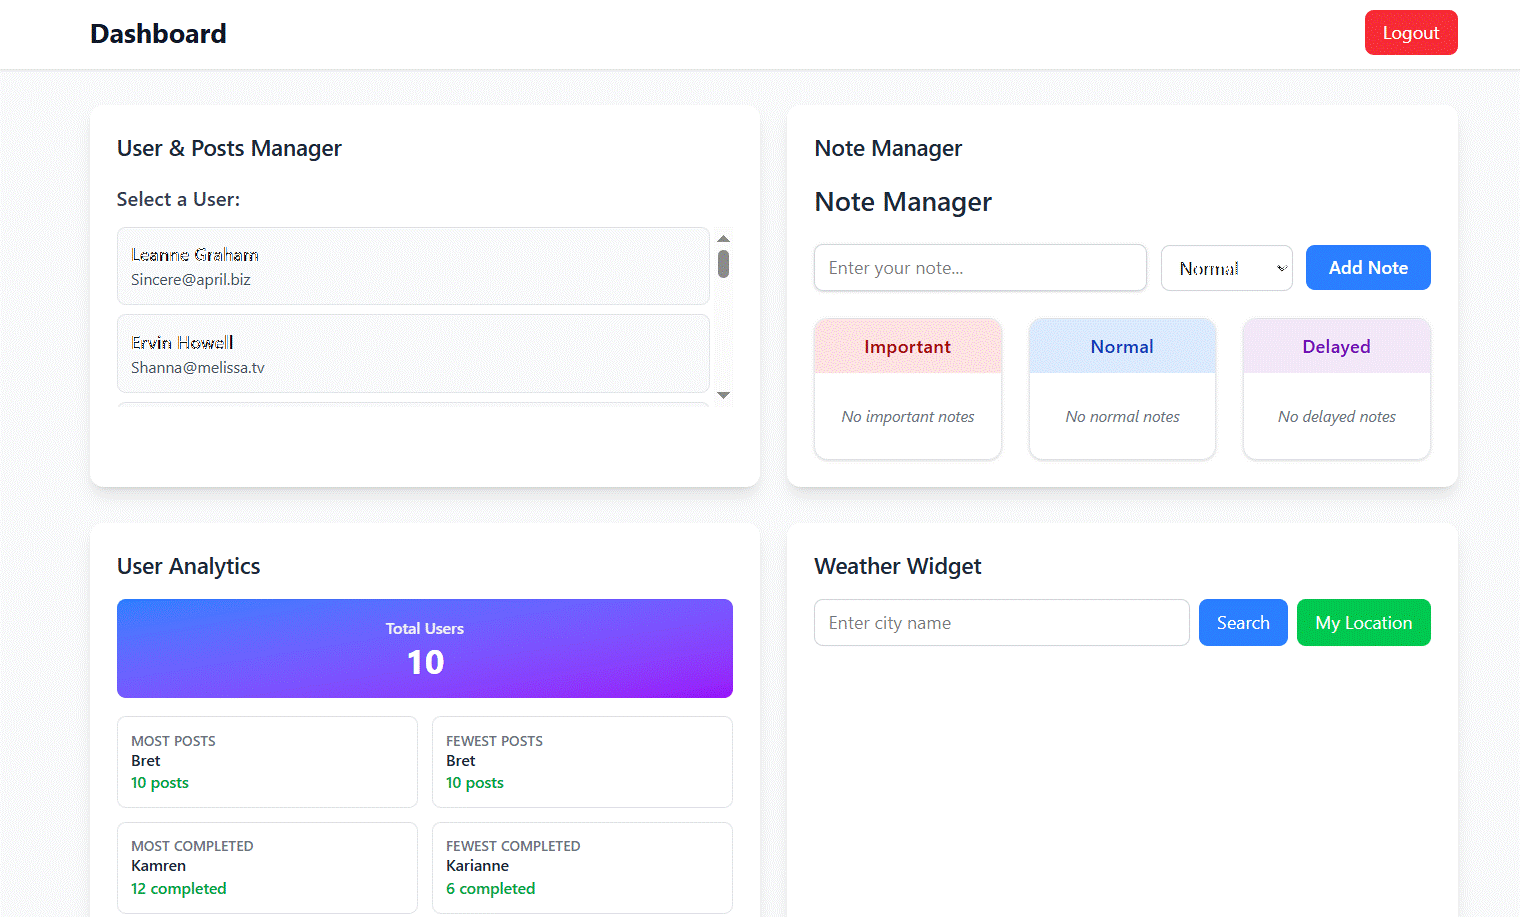 Dashboard
Logout
User & Posts Manager
Select a User:
Leanne Graham
Sincere@april.biz
Ervin Howell
Shanna@melissa.tv
Note Manager
Note Manager
Enter your note...
Normal
Add Note
Important
Normal
Delayed
No important notes
No normal notes
No delayed notes
User Analytics
Total Users
10
MOST POSTS
Bret
10 posts
FEWEST POSTS
Bret
10 posts
MOST COMPLETED
Kamren
12 completed
FEWEST COMPLETED
Karianne
6 completed
Weather Widget
Enter city name
Search
My Location